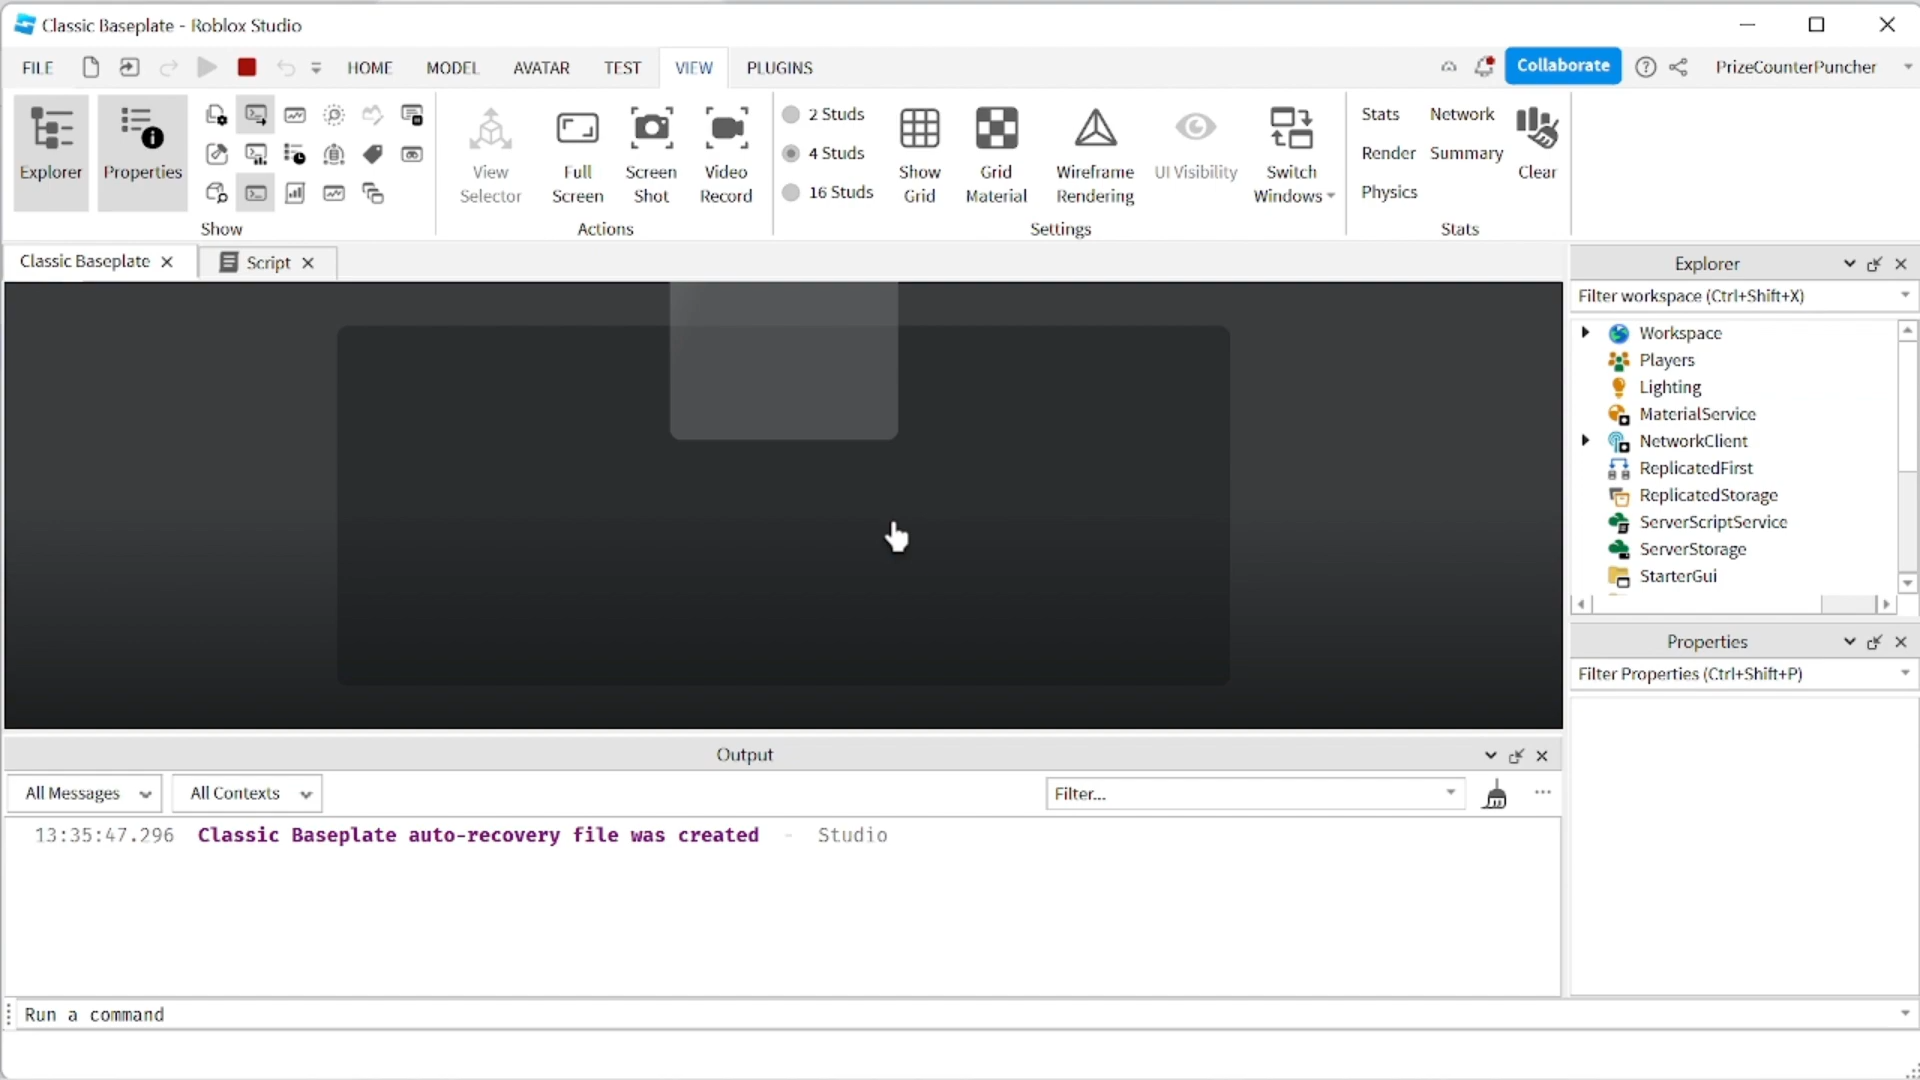 Classic Baseplate - Roblox Studio
FILE HOME MODEL AVATAR TEST VIEW PLUGINS Collaborate PrizeCounterPuncher
Explorer
Properties
Show
View
Selector
Full
Screen
Screen
Shot
Video
Record
Actions
2 Studs
4 Studs
16 Studs
Show
Grid
Grid
Material
Wireframe
Rendering
UI Visibility
Switch
Windows
Settings
Stats Network
Render Summary
Physics
Clear
Stats
Classic Baseplate
Script
Explorer
Filter workspace (Ctrl+Shift+X)
Workspace
Players
Lighting
MaterialService
NetworkClient
ReplicatedFirst
ReplicatedStorage
ServerScriptService
ServerStorage
StarterGui
Properties
Filter Properties (Ctrl+Shift+P)
Output
All Messages All Contexts Filter...
13:35:47.296 Classic Baseplate auto-recovery file was created - Studio
Run a command